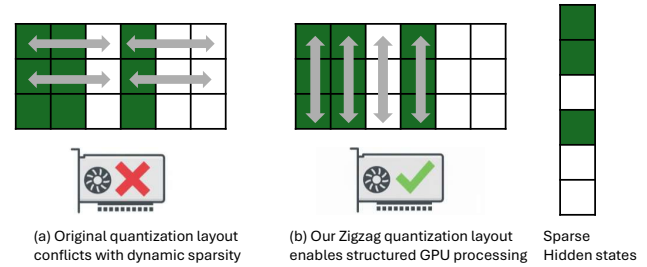 (a) Original quantization layout
conflicts with dynamic sparsity
(b) Our Zigzag quantization layout
enables structured GPU processing
Sparse
Hidden states